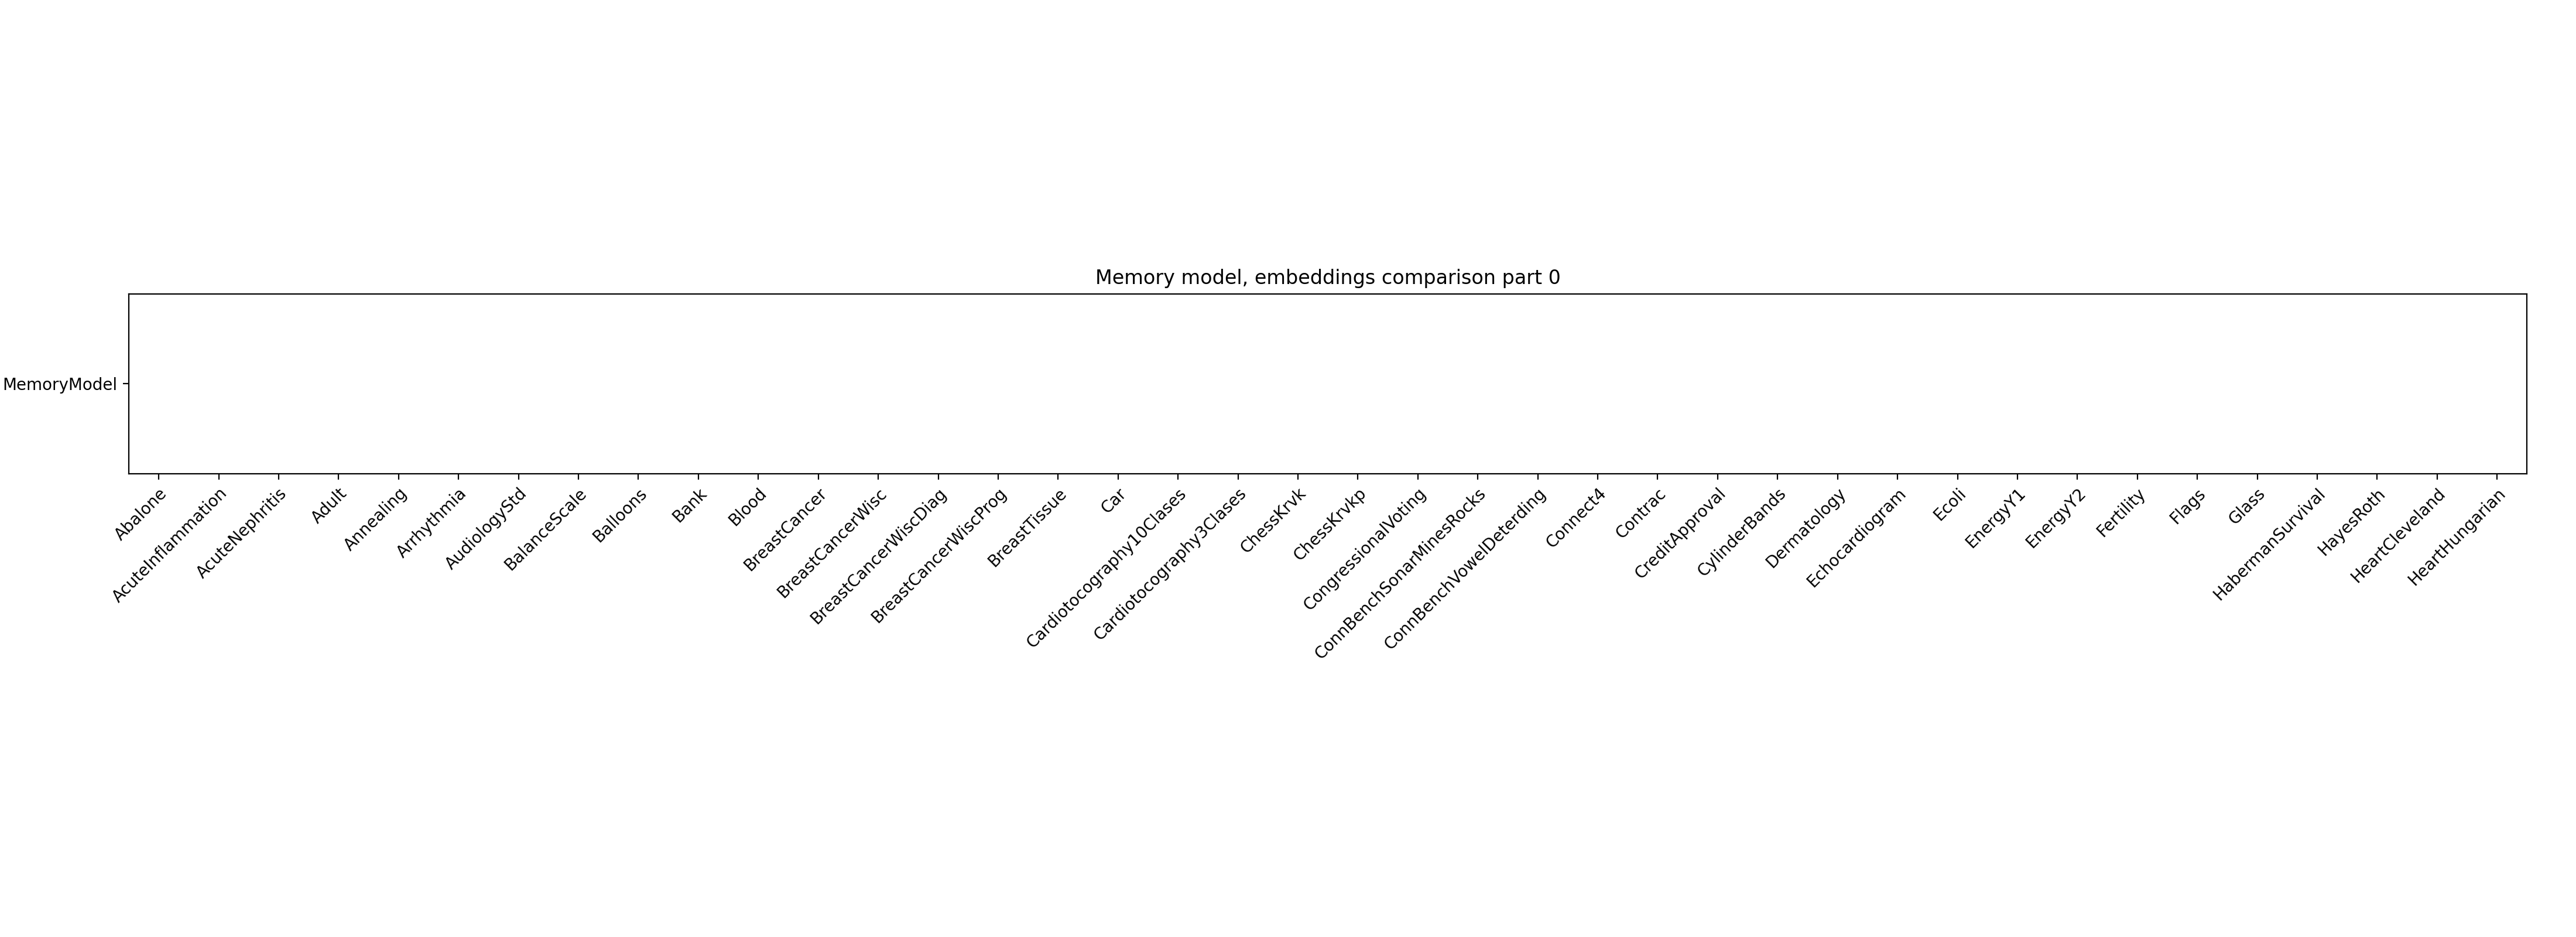 Memory model, embeddings comparison part 0
MemoryModel
Abalone
AcuteInflammation
AcuteNephritis
Adult
Annealing
Arrhythmia
AudiologyStd
BalanceScale
Balloons
Bank
Blood
BreastCancer
BreastCancerWisc
BreastCancerWiscDiag
BreastCancerWiscProg
BreastTissue
Car
Cardiotocography10Clases
Cardiotocography3Clases
ChessKrvk
ChessKrvkp
CongressionalVoting
ConnBenchSonarMinesRocks
ConnBenchVowelDeterding
Connect4
Contrac
CreditApproval
CylinderBands
Dermatology
Echocardiogram
Ecoli
EnergyY1
EnergyY2
Fertility
Flags
Glass
HabermanSurvival
HayesRoth
HeartCleveland
HeartHungarian